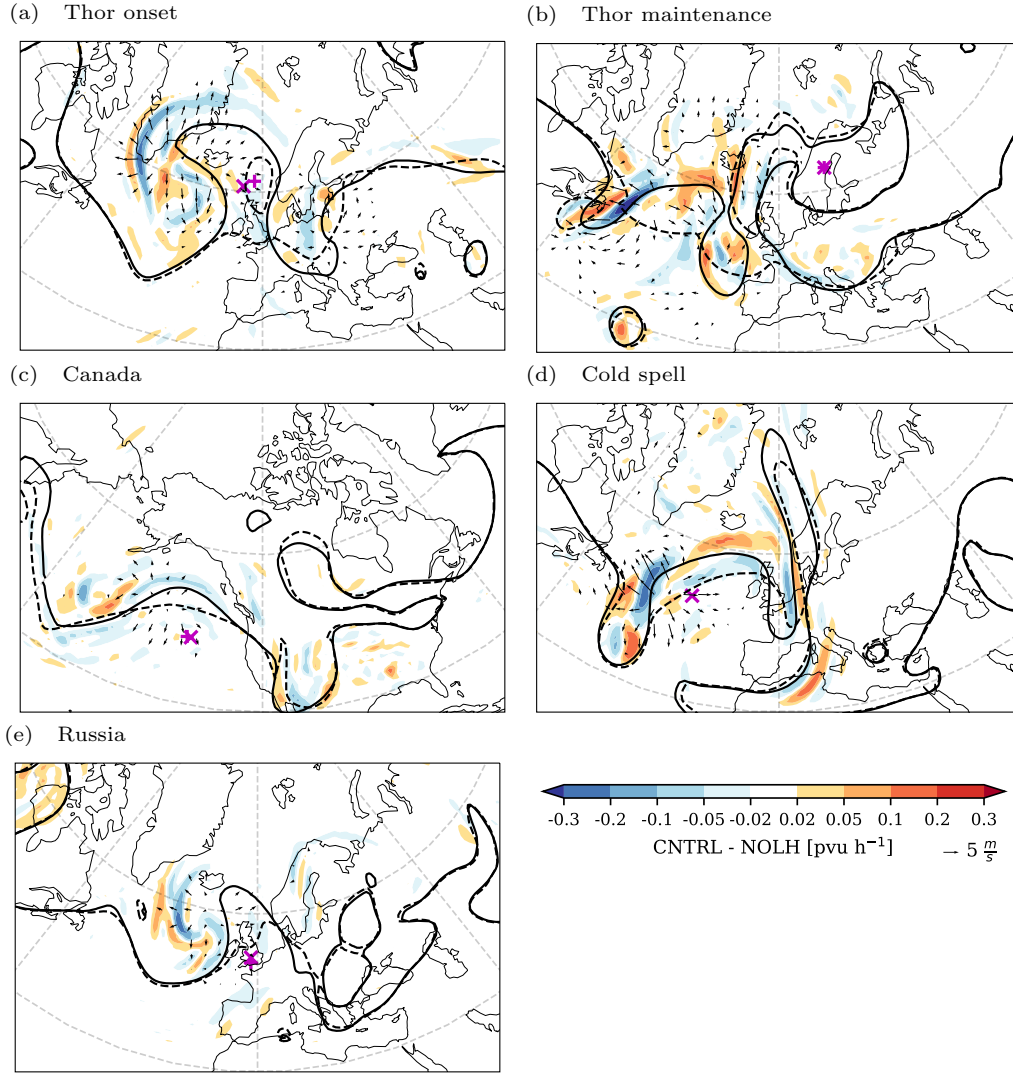 (a) Thor onset
(b) Thor maintenance
(c) Canada
(d) Cold spell
(e) Russia
-0.3 -0.2 -0.1 -0.05 -0.02 0.02 0.05 0.1 0.2 0.3
CNTRL - NOLH [pvu h⁻¹] → 5 m/s